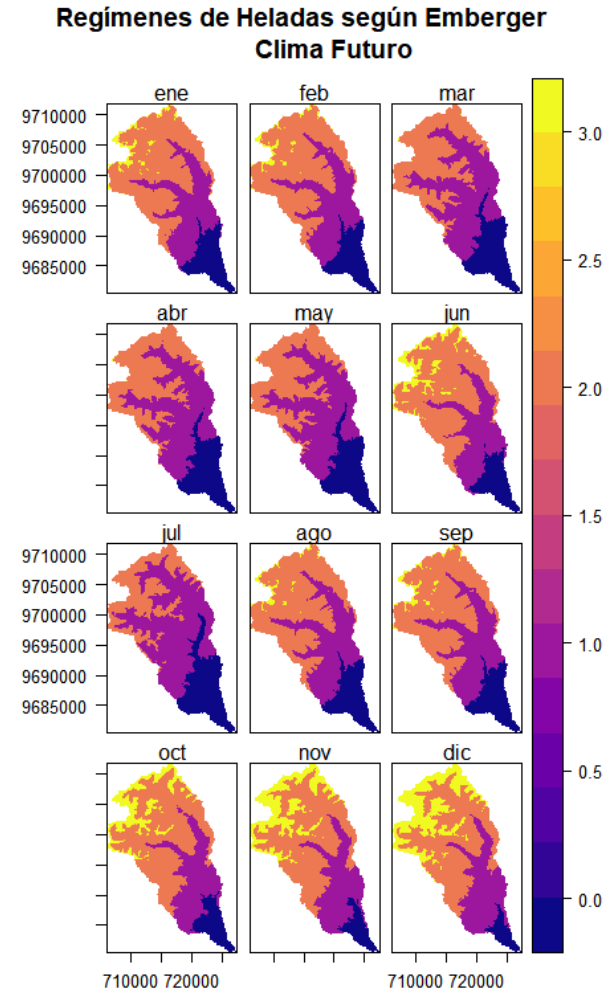 Regímenes de Heladas según Emberger
Clima Futuro
ene feb mar
9710000
9705000
9700000
9695000
9690000
9685000
3.0
2.5
2.0
1.5
1.0
0.5
0.0
abr may jun
jul ago sep
9710000
9705000
9700000
9695000
9690000
9685000
oct nov dic
710000 720000 710000 720000